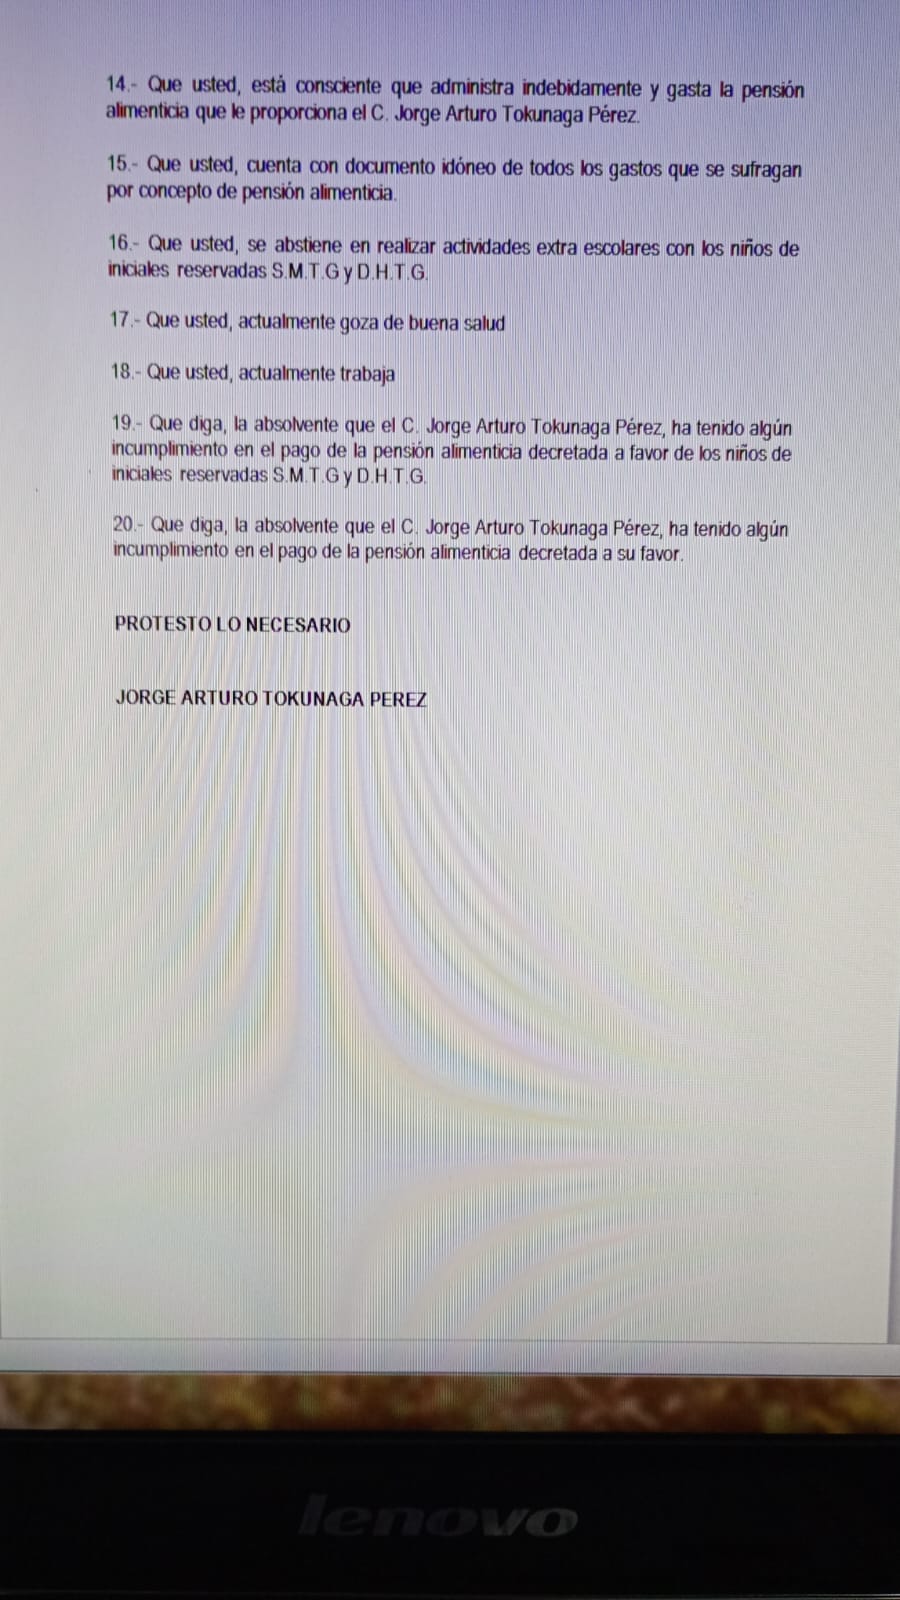 14.- Que usted, está consciente que administra indebidamente y gasta la pensión
alimenticia que le proporciona el C. Jorge Arturo Tokunaga Pérez.
15.- Que usted, cuenta con documento idóneo de todos los gastos que se sufragan
por concepto de pensión alimenticia.
16.- Que usted, se abstiene en realizar actividades extra escolares con los niños de
iniciales reservadas S.M.T.G y D.H.T.G.
17.- Que usted, actualmente goza de buena salud
18.- Que usted, actualmente trabaja
19.- Que diga, la absolvente que el C. Jorge Arturo Tokunaga Pérez, ha tenido algún
incumplimiento en el pago de la pensión alimenticia decretada a favor de los niños de
iniciales reservadas S.M.T.G y D.H.T.G.
20.- Que diga, la absolvente que el C. Jorge Arturo Tokunaga Pérez, ha tenido algún
incumplimiento en el pago de la pensión alimenticia decretada a su favor.
PROTESTO LO NECESARIO
JORGE ARTURO TOKUNAGA PEREZ
lenovo